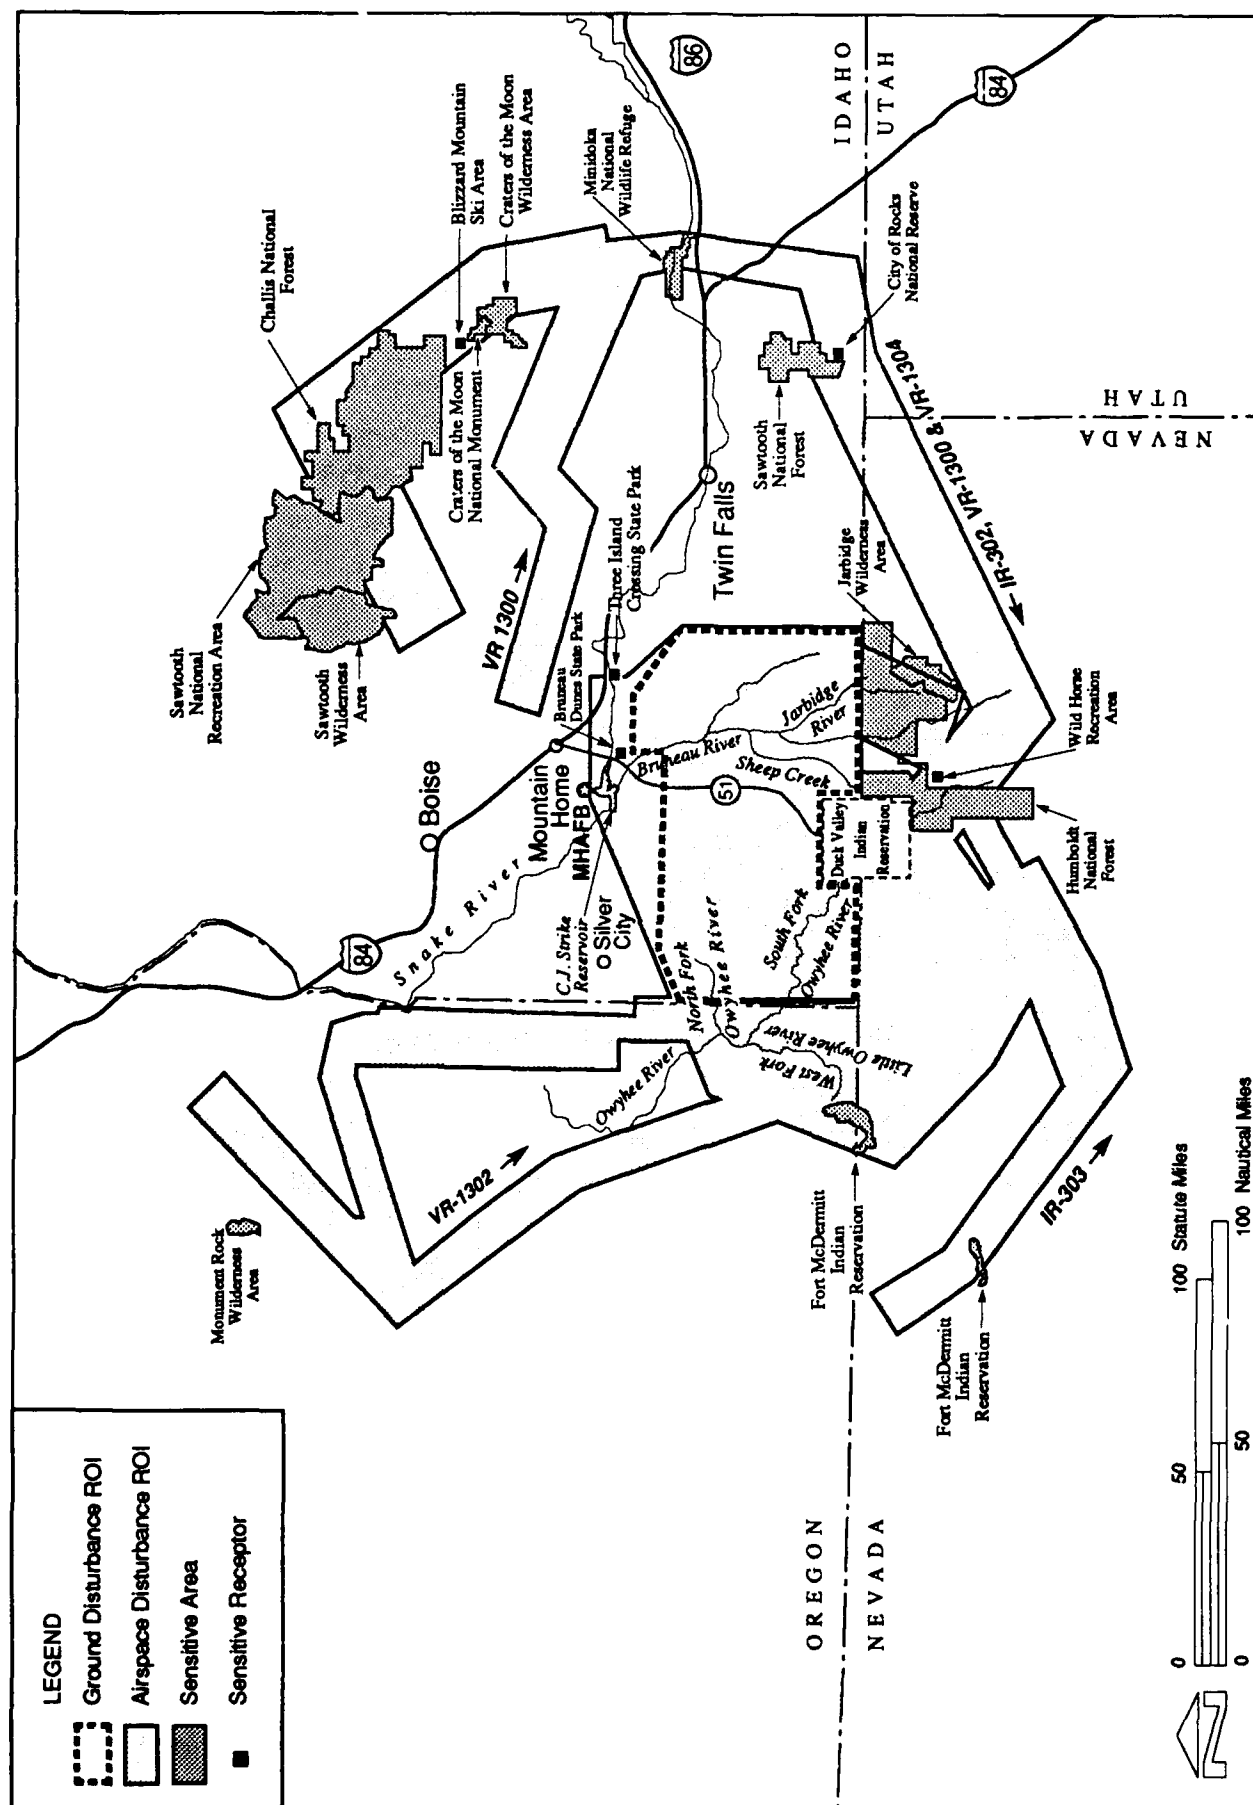 LEGEND
Ground Disturbance ROI
Airspace Disturbance ROI
Sensitive Area
Sensitive Receptor
Monument Rock
Wilderness
Area
VR-1302
Owyhee River
84
Snake River
Boise
Mountain
Home
MHAFB
C.J. Strike
Reservoir
Silver
City
Sawtooth
National
Recreation Area
Sawtooth
Wilderness
Area
Challis National
Forest
Blizzard Mountain
Ski Area
Craters of the Moon
Wilderness Area
Craters of the Moon
National Monument
VR 1300
Bruneau
Dunes State Park
Three Island
Crossing State Park
Minidoka
National
Wildlife Refuge
86
Twin Falls
Sawtooth
National
Forest
City of Rocks
National Reserve
IDAHO
UTAH
84
NEVADA
UTAH
IR-302, VR-1300 & VR-1304
Jarbidge
Wilderness
Area
Bruneau River
Jarbidge
River
Sheep Creek
51
North Fork
Owyhee River
South Fork
Owyhee River
Little Owyhee River
West Fork
Duck Valley
Indian
Reservation
Wild Horse
Recreation
Area
Humboldt
National
Forest
Fort McDermitt
Indian
Reservation
Fort McDermitt
Indian
Reservation
IR-303
OREGON
NEVADA
0 50 100 Statute Miles
0 50 100 Nautical Miles
N